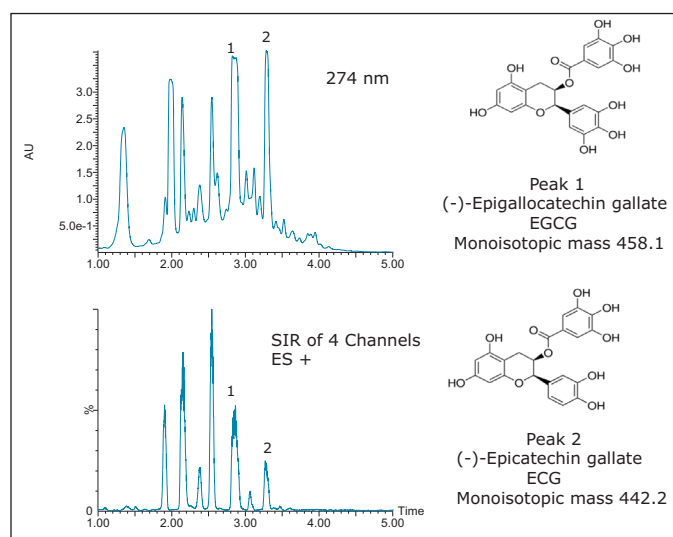 1
2
274 nm
AU
3.0
2.5
2.0
1.5
1.0
5.0e-1
1.00 2.00 3.00 4.00 5.00
OH
OH
OH
O
O
OH
HO
O
OH
OH
OH
Peak 1
(-)-Epigallocatechin gallate
EGCG
Monoisotopic mass 458.1
SIR of 4 Channels
ES +
1
2
%
0
Time
1.00 2.00 3.00 4.00 5.00
OH
OH
OH
O
O
OH
HO
O
OH
OH
Peak 2
(-)-Epicatechin gallate
ECG
Monoisotopic mass 442.2